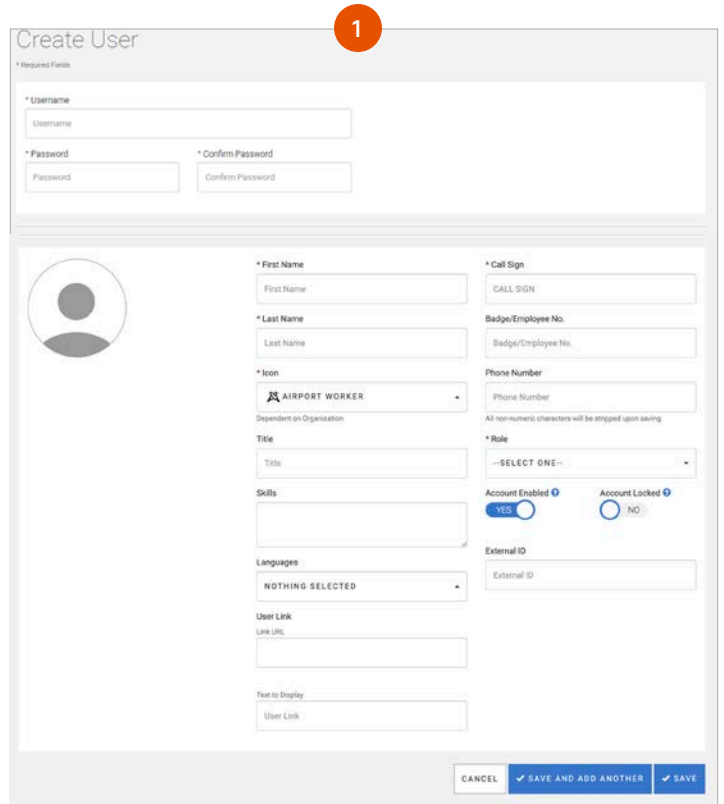 1
Create User
* Required Fields
* Username
Username
* Password
* Confirm Password
Password
Confirm Password
* First Name
First Name
* Last Name
Last Name
* Icon
AIRPORT WORKER
Dependent on Organization
Title
Title
Skills
Languages
NOTHING SELECTED
User Link
Link URL
Text to Display
User Link
* Call Sign
CALL SIGN
Badge/Employee No.
Badge/Employee No.
Phone Number
Phone Number
All non-numeric characters will be stripped upon saving
* Role
--SELECT ONE--
Account Enabled ?
Account Locked ?
YES
NO
External ID
External ID
CANCEL
SAVE AND ADD ANOTHER
SAVE